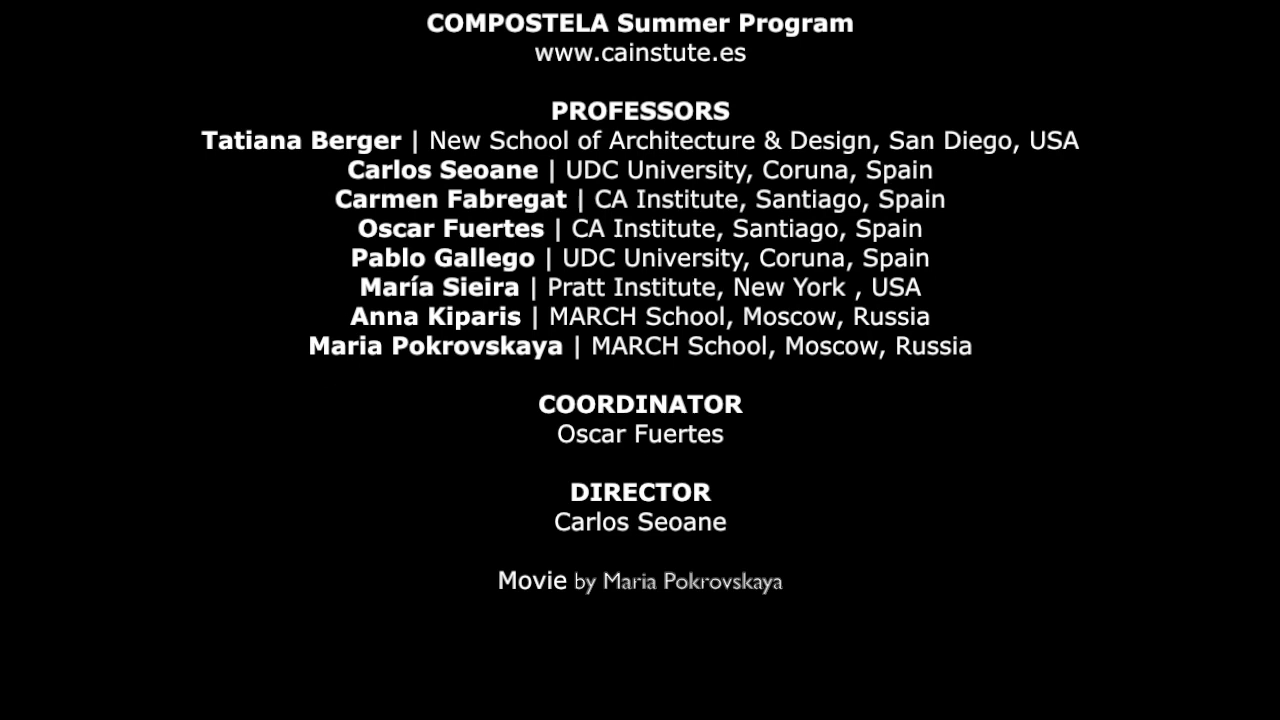 COMPOSTELA Summer Program
www.cainstute.es
PROFESSORS
Tatiana Berger | New School of Architecture & Design, San Diego, USA
Carlos Seoane | UDC University, Coruna, Spain
Carmen Fabregat | CA Institute, Santiago, Spain
Oscar Fuertes | CA Institute, Santiago, Spain
Pablo Gallego | UDC University, Coruna, Spain
María Sieira | Pratt Institute, New York , USA
Anna Kiparis | MARCH School, Moscow, Russia
Maria Pokrovskaya | MARCH School, Moscow, Russia
COORDINATOR
Oscar Fuertes
DIRECTOR
Carlos Seoane
Movie by Maria Pokrovskaya